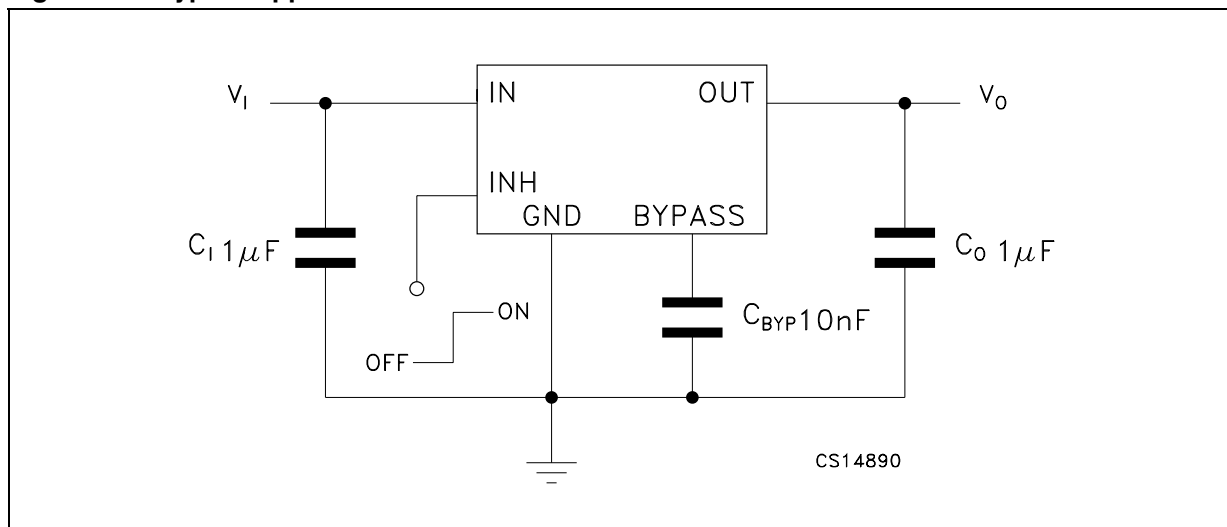 IN
OUT
V_I
V_O
INH
GND
BYPASS
C_I 1μF
C_O 1μF
ON
C_BYP 10nF
OFF
CS14890